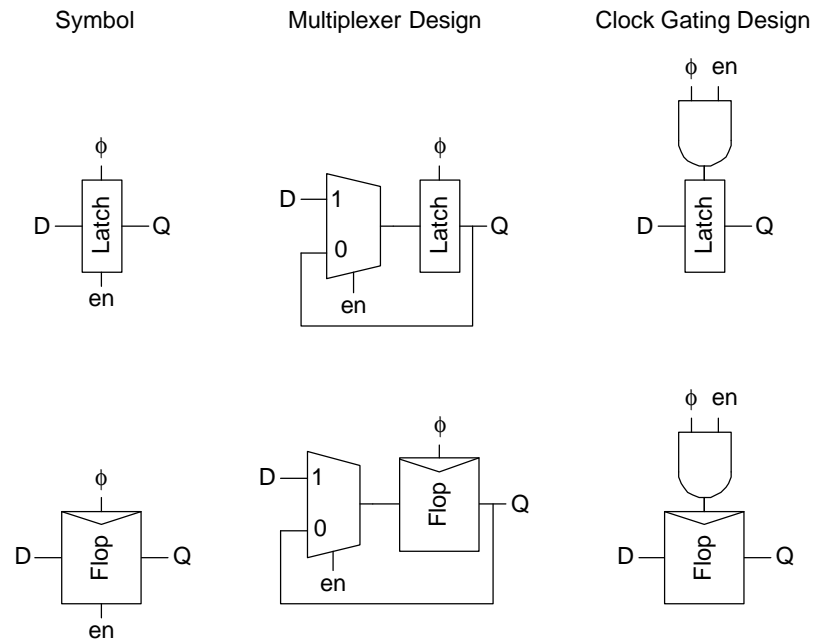 Symbol
Multiplexer Design
Clock Gating Design
ϕ
D
Latch
Q
en
D
1
0
en
ϕ
Latch
Q
ϕ en
D
Latch
Q
ϕ
D
Flop
Q
en
D
1
0
en
ϕ
Flop
Q
ϕ en
D
Flop
Q